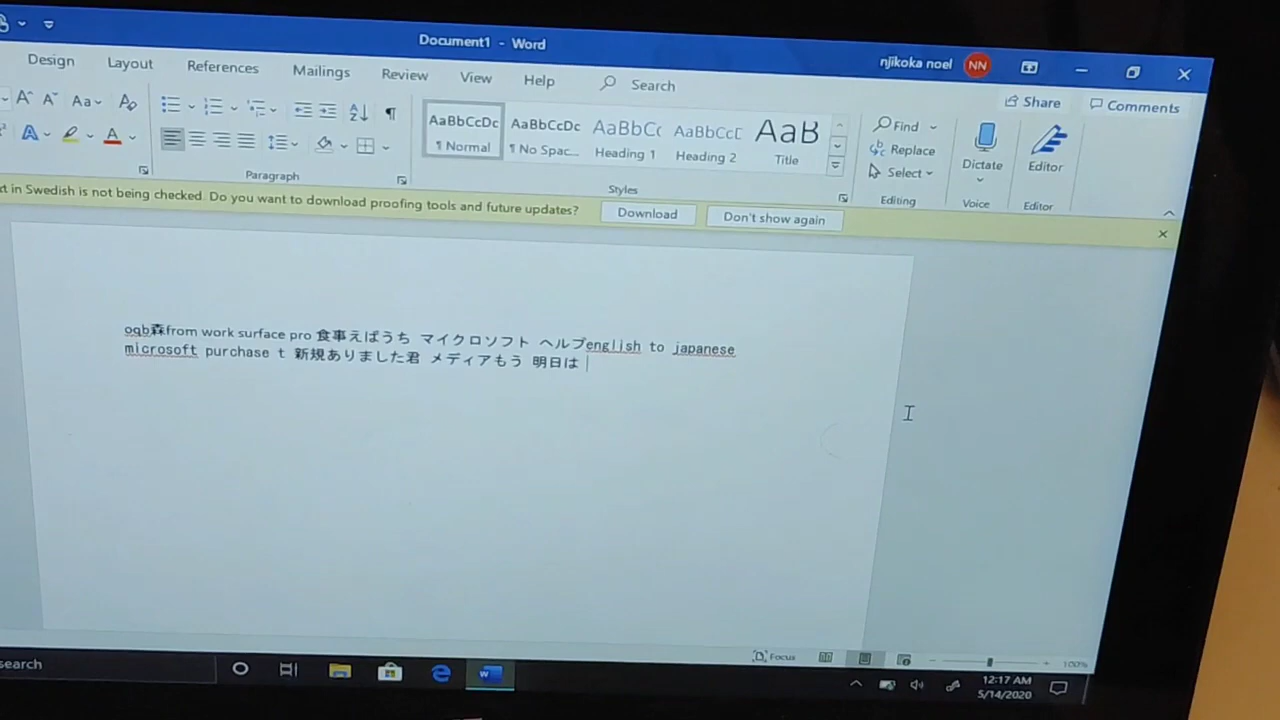 Document1 - Word
njikoka noel NN
Design Layout References Mailings Review View Help Search
Share Comments
Aa
AaBbCcDc AaBbCcDc AaBbCc AaBbCcD AaB
¶ Normal ¶ No Spac... Heading 1 Heading 2 Title
Find
Replace
Select
Dictate
Editor
Paragraph Styles Editing Voice Editor
in Swedish is not being checked. Do you want to download proofing tools and future updates? Download Don't show again
oqb森from work surface pro 食事えばうち マイクロソフト ヘルプenglish to japanese
microsoft purchase t 新規ありました君 メディアもう 明日は
Focus 100%
search
12:17 AM
5/14/2020